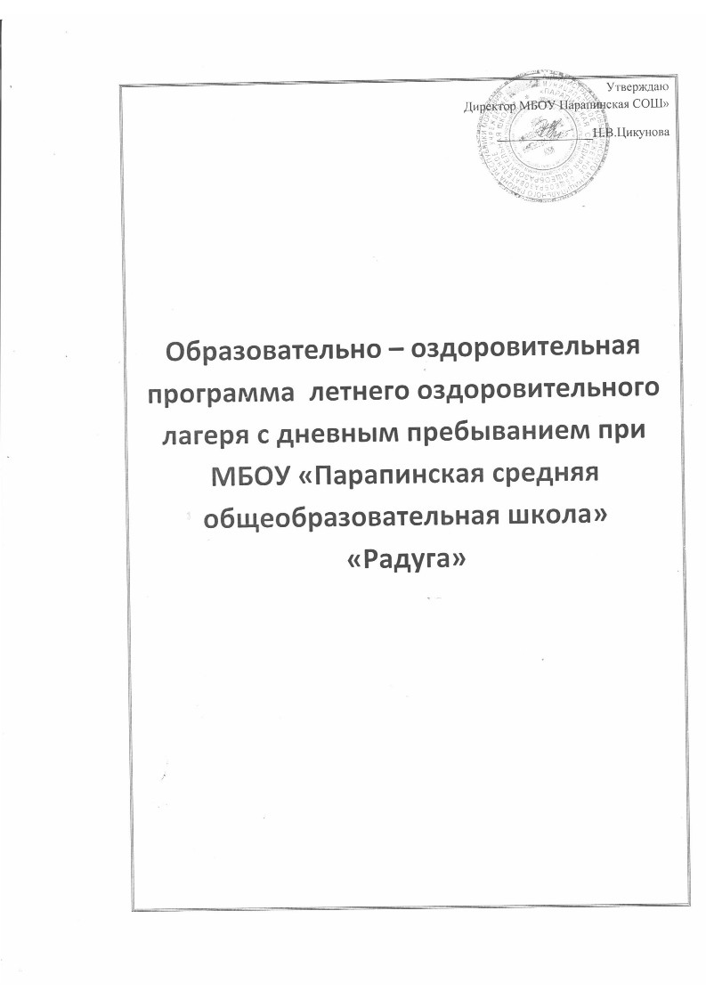 Утверждаю
Директор МБОУ Парапинская СОШ»
Н.В.Цикунова
Образовательно – оздоровительная
программа летнего оздоровительного
лагеря с дневным пребыванием при
МБОУ «Парапинская средняя
общеобразовательная школа»
«Радуга»